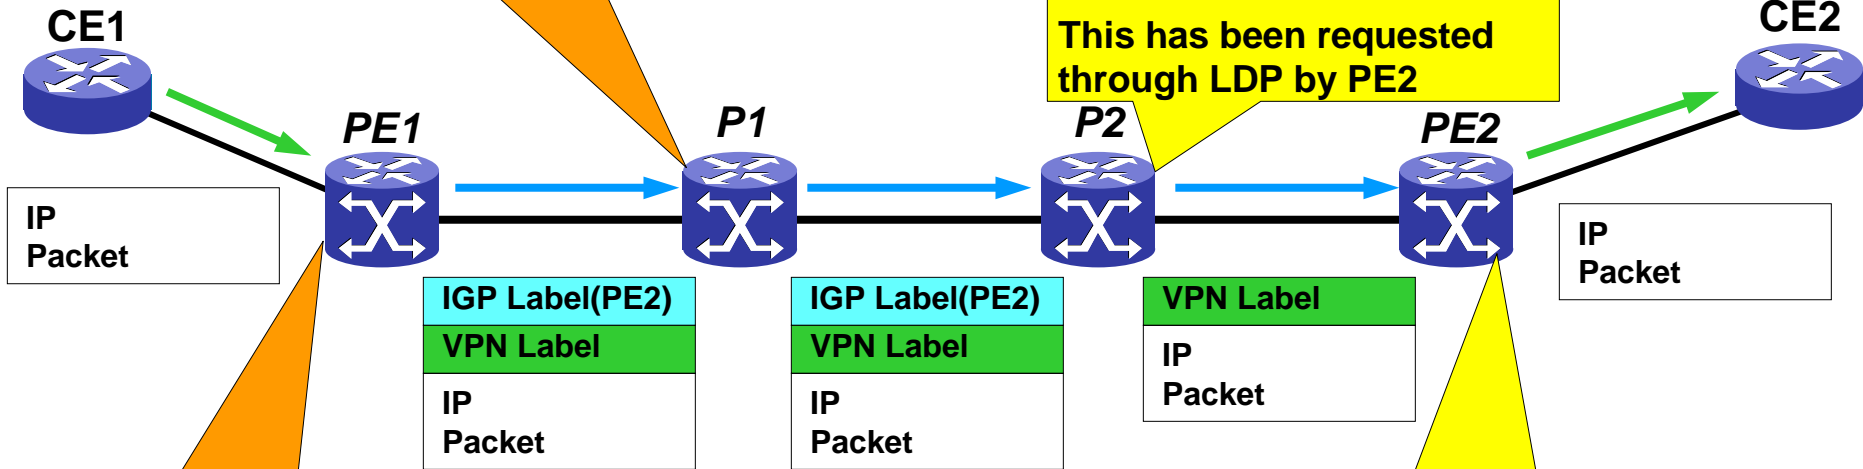 CE1
CE2
This has been requested
through LDP by PE2
PE1
P1
P2
PE2
IP
Packet
IGP Label(PE2)
VPN Label
IP
Packet
IGP Label(PE2)
VPN Label
IP
Packet
VPN Label
IP
Packet
IP
Packet